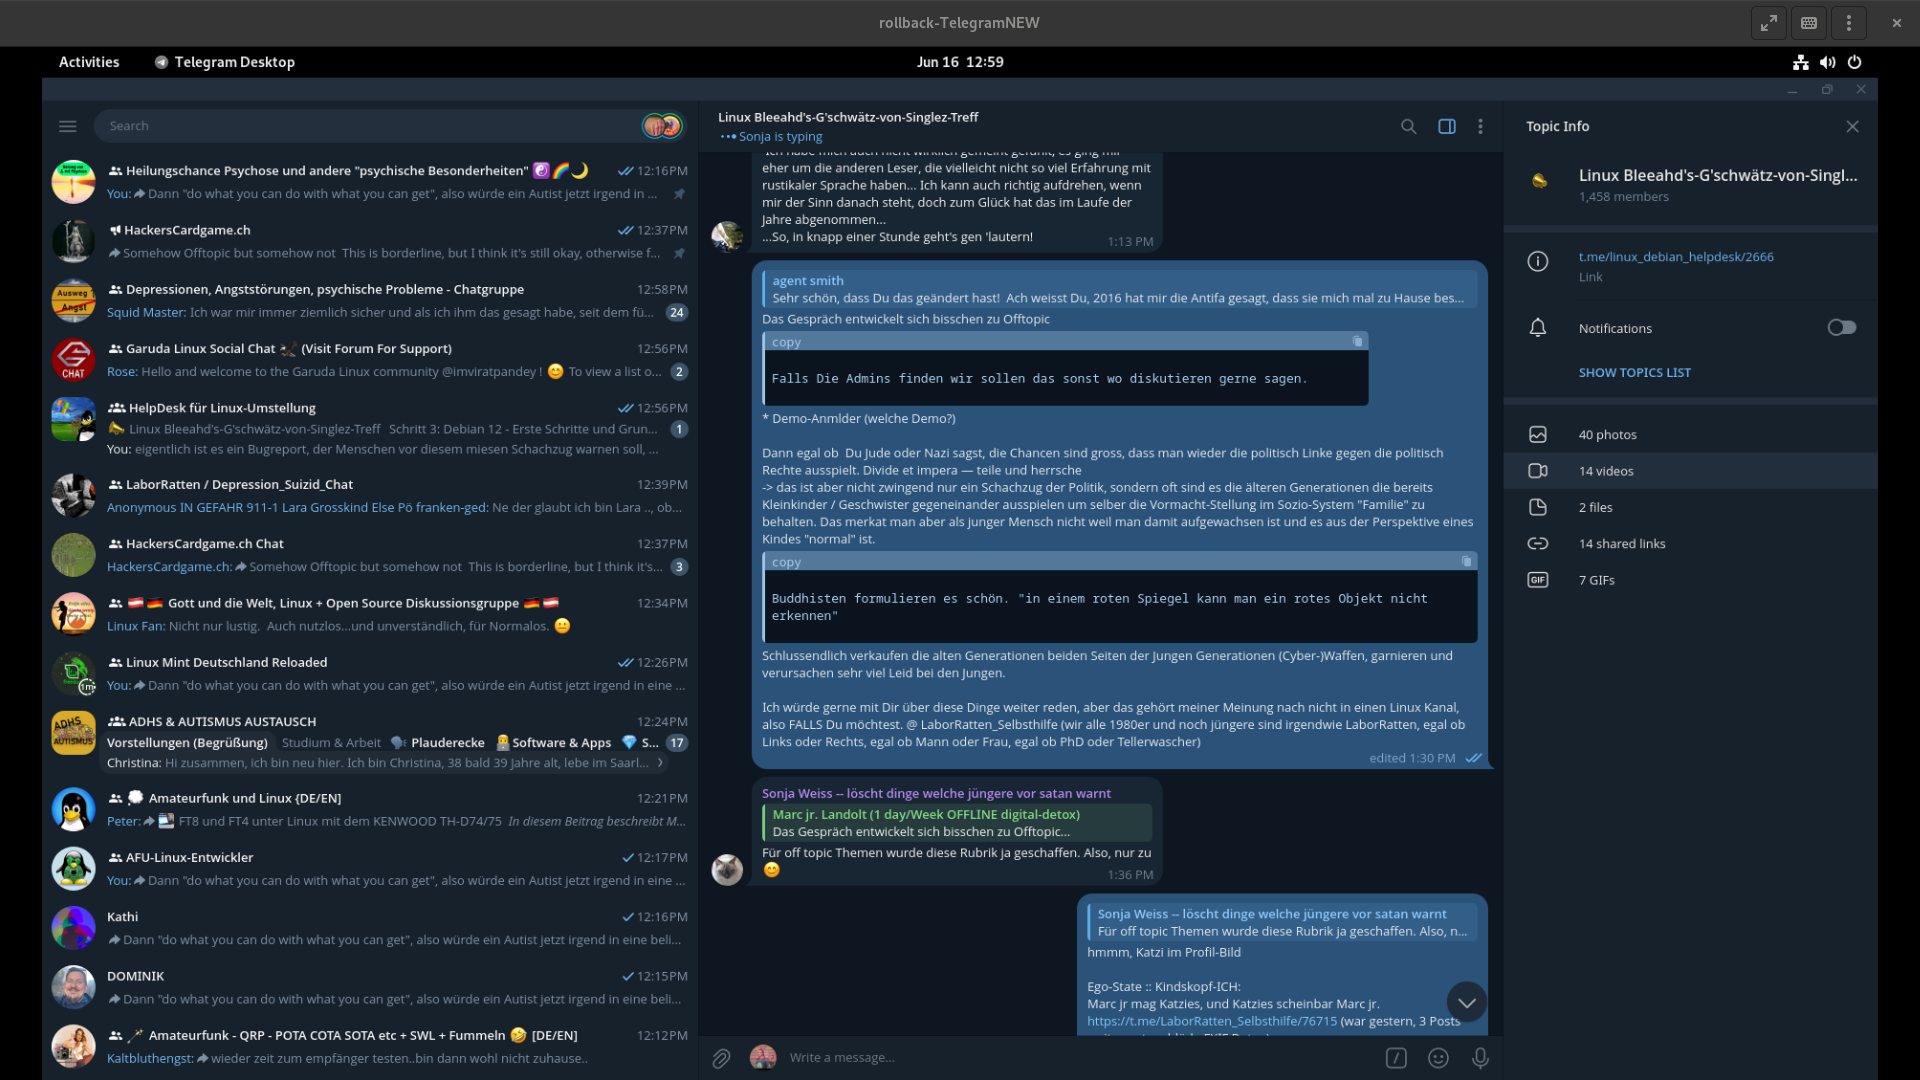 rollback-TelegramNEW
Activities
Telegram Desktop
Jun 16 12:59
Search
Heilungschance Psychose und andere "psychische Besonderheiten"
12:16PM
You: Dann "do what you can do with what you can get", also würde ein Autist jetzt irgend in ...
HackersCardgame.ch
12:37PM
Somehow Offtopic but somehow not This is borderline, but I think it's still okay, otherwise f...
Depressionen, Angststörungen, psychische Probleme - Chatgruppe
12:58PM
Squid Master: Ich war mir immer ziemlich sicher und als ich ihm das gesagt habe, seit dem fü...
24
Garuda Linux Social Chat (Visit Forum For Support)
12:56PM
Rose: Hello and welcome to the Garuda Linux community @imviratpandey ! 😊 To view a list o...
2
HelpDesk für Linux-Umstellung
12:56PM
Linux Bleeahd's-G'schwätz-von-Singlez-Treff Schritt 3: Debian 12 - Erste Schritte und Grun...
1
You: eigentlich ist es ein Bugreport, der Menschen vor diesem miesen Schachzug warnen soll, ...
LaborRatten / Depression_Suizid_Chat
12:39PM
Anonymous IN GEFAHR 911-1 Lara Grosskind Else Pö franken-ged: Ne der glaubt ich bin Lara .., ob...
HackersCardgame.ch Chat
12:37PM
HackersCardgame.ch: Somehow Offtopic but somehow not This is borderline, but I think it's...
3
Gott und die Welt, Linux + Open Source Diskussionsgruppe
12:34PM
Linux Fan: Nicht nur lustig. Auch nutzlos...und unverständlich, für Normalos. 😐
Linux Mint Deutschland Reloaded
12:26PM
You: Dann "do what you can do with what you can get", also würde ein Autist jetzt irgend in eine ...
1m
ADHS & AUTISMUS AUSTAUSCH
12:24PM
Vorstellungen (Begrüßung) Studium & Arbeit Plauderecke Software & Apps S...
17
Christina: Hi zusammen, ich bin neu hier. Ich bin Christina, 38 bald 39 Jahre alt, lebe im Saarl...
Amateurfunk und Linux {DE/EN]
12:21PM
Peter: FT8 und FT4 unter Linux mit dem KENWOOD TH-D74/75 In diesem Beitrag beschreibt M...
AFU-Linux-Entwickler
12:17PM
You: Dann "do what you can do with what you can get", also würde ein Autist jetzt irgend in eine ...
Kathi
12:16PM
Dann "do what you can do with what you can get", also würde ein Autist jetzt irgend in eine beli...
DOMINIK
12:15PM
Dann "do what you can do with what you can get", also würde ein Autist jetzt irgend in eine beli...
Amateurfunk - QRP - POTA COTA SOTA etc + SWL + Fummeln 🤣 [DE/EN]
12:12PM
Kaltbluthengst: wieder zeit zum empfänger testen..bin dann wohl nicht zuhause..
Ausweg
Angst
CHAT
ADHS
AUTISMUS
Linux Bleeahd's-G'schwätz-von-Singlez-Treff
Sonja is typing
eher um die anderen Leser, die vielleicht nicht so viel Erfahrung mit
rustikaler Sprache haben... Ich kann auch richtig aufdrehen, wenn
mir der Sinn danach steht, doch zum Glück hat das im Laufe der
Jahre abgenommen...
...So, in knapp einer Stunde geht's gen 'lautern!
1:13 PM
agent smith
Sehr schön, dass Du das geändert hast! Ach weisst Du, 2016 hat mir die Antifa gesagt, dass sie mich mal zu Hause bes...
Das Gespräch entwickelt sich bisschen zu Offtopic
copy
Falls Die Admins finden wir sollen das sonst wo diskutieren gerne sagen.
* Demo-Anmlder (welche Demo?)
Dann egal ob Du Jude oder Nazi sagst, die Chancen sind gross, dass man wieder die politisch Linke gegen die politisch
Rechte ausspielt. Divide et impera — teile und herrsche
-> das ist aber nicht zwingend nur ein Schachzug der Politik, sondern oft sind es die älteren Generationen die bereits
Kleinkinder / Geschwister gegeneinander ausspielen um selber die Vormacht-Stellung im Sozio-System "Familie" zu
behalten. Das merkat man aber als junger Mensch nicht weil man damit aufgewachsen ist und es aus der Perspektive eines
Kindes "normal" ist.
copy
Buddhisten formulieren es schön. "in einem roten Spiegel kann man ein rotes Objekt nicht
erkennen"
Schlussendlich verkaufen die alten Generationen beiden Seiten der Jungen Generationen (Cyber-)Waffen, garnieren und
verursachen sehr viel Leid bei den Jungen.
Ich würde gerne mit Dir über diese Dinge weiter reden, aber das gehört meiner Meinung nach nicht in einen Linux Kanal,
also FALLS Du möchtest. @ LaborRatten_Selbsthilfe (wir alle 1980er und noch jüngere sind irgendwie LaborRatten, egal ob
Links oder Rechts, egal ob Mann oder Frau, egal ob PhD oder Tellerwascher)
edited 1:30 PM
Sonja Weiss -- löscht dinge welche jüngere vor satan warnt
Marc jr. Landolt (1 day/Week OFFLINE digital-detox)
Das Gespräch entwickelt sich bisschen zu Offtopic...
Für off topic Themen wurde diese Rubrik ja geschaffen. Also, nur zu
😊
1:36 PM
Sonja Weiss -- löscht dinge welche jüngere vor satan warnt
Für off topic Themen wurde diese Rubrik ja geschaffen. Also, n...
hmmm, Katzi im Profil-Bild
Ego-State :: Kindskopf-ICH:
Marc jr mag Katzies, und Katzies scheinbar Marc jr.
https://t.me/LaborRatten_Selbsthilfe/76715 (war gestern, 3 Posts
Write a message...
Topic Info
Linux Bleeahd's-G'schwätz-von-Singl...
1,458 members
t.me/linux_debian_helpdesk/2666
Link
Notifications
SHOW TOPICS LIST
40 photos
14 videos
2 files
14 shared links
GIF
7 GIFs